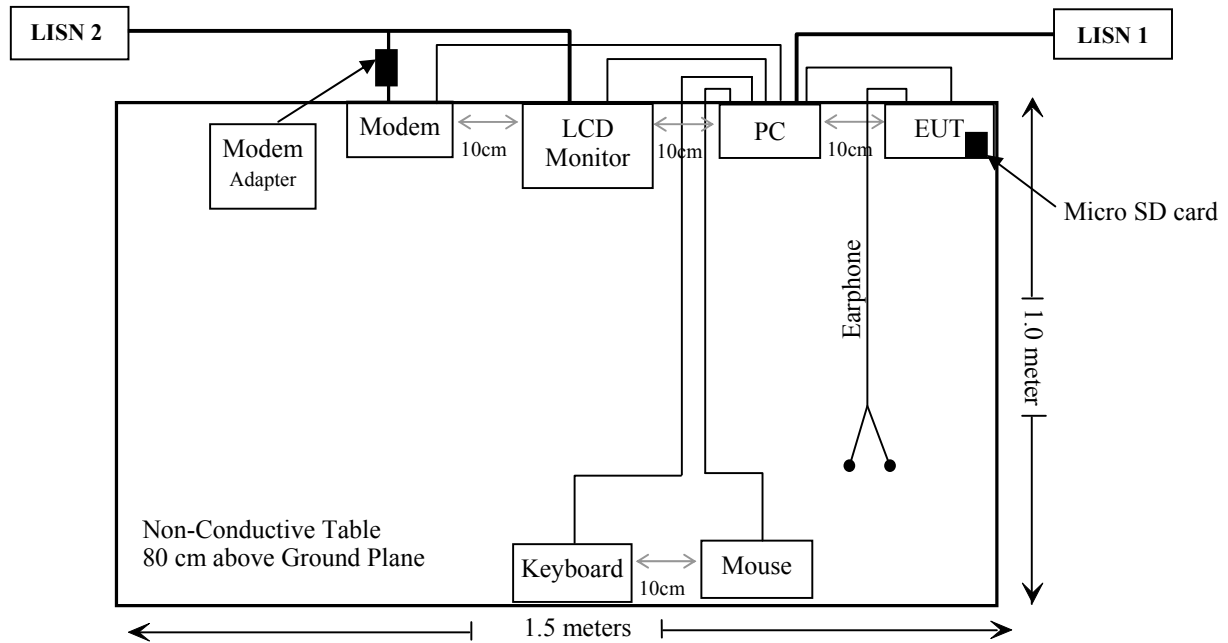 LISN 2
LISN 1
Modem
10cm
LCD
Monitor
10cm
PC
10cm
EUT
Modem
Adapter
Micro SD card
Earphone
1.0 meter
Non-Conductive Table
80 cm above Ground Plane
Keyboard
10cm
Mouse
1.5 meters